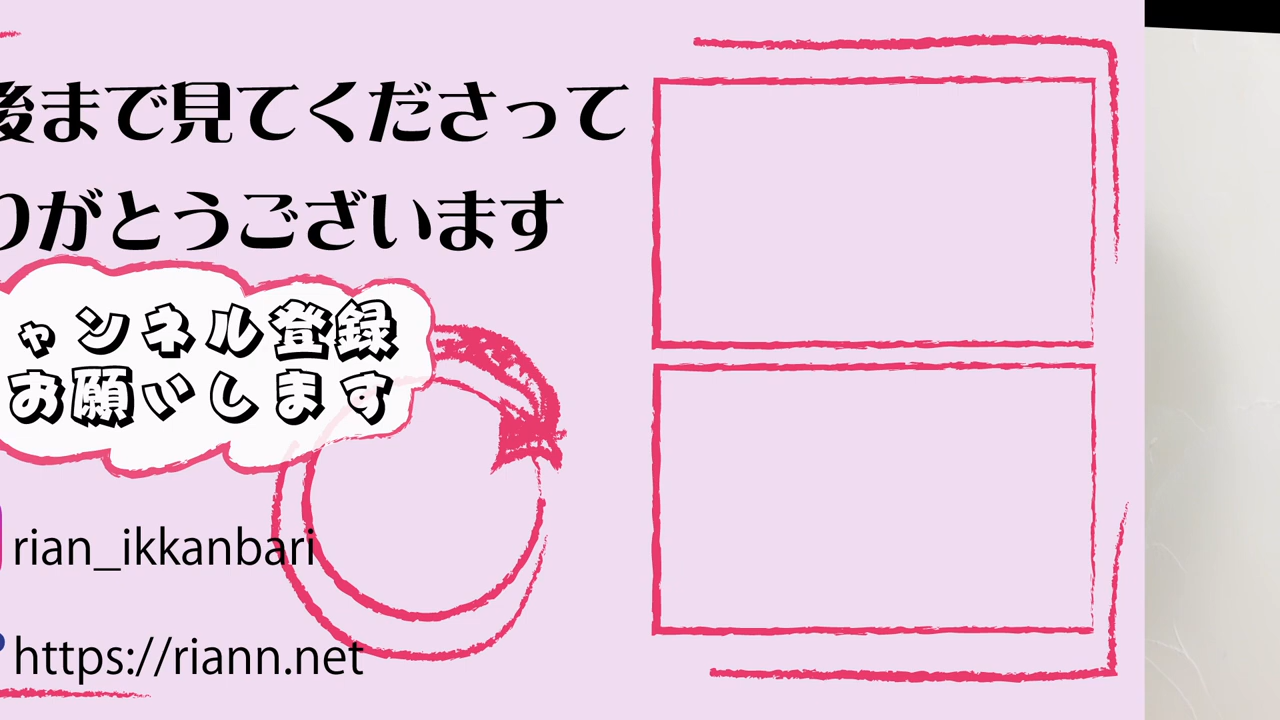 後まで見てくださって
りがとうございます
ャンネル登録
お願いします
rian_ikkanbari
https://riann.net